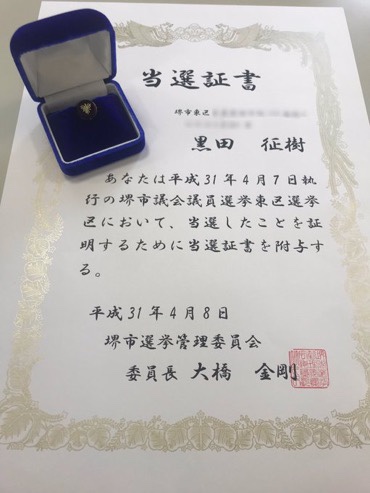 当選証書
堺市東区
黒田 征樹
あなたは平成31年4月7日執
行の堺市議会議員選挙東区選挙
区において、当選したことを証
明するために当選証書を附与す
る。
平成31年4月8日
堺市選挙管理委員会
委員長 大橋 金剛